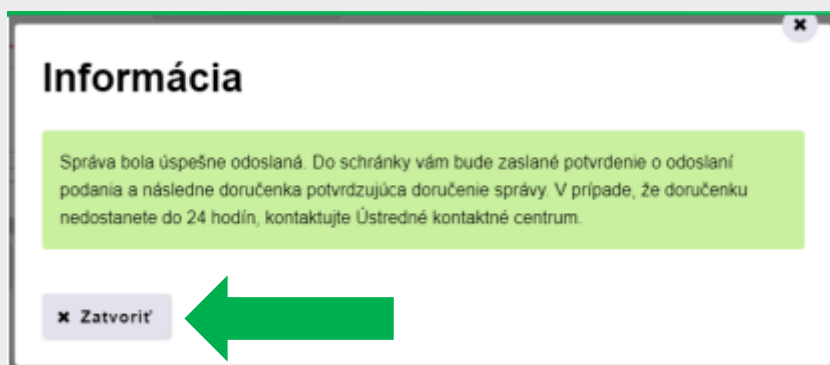 Informácia
Správa bola úspešne odoslaná. Do schránky vám bude zaslané potvrdenie o odoslaní
podania a následne doručenka potvrdzujúca doručenie správy. V prípade, že doručenku
nedostanete do 24 hodín, kontaktujte Ústredné kontaktné centrum.
✖ Zatvoriť